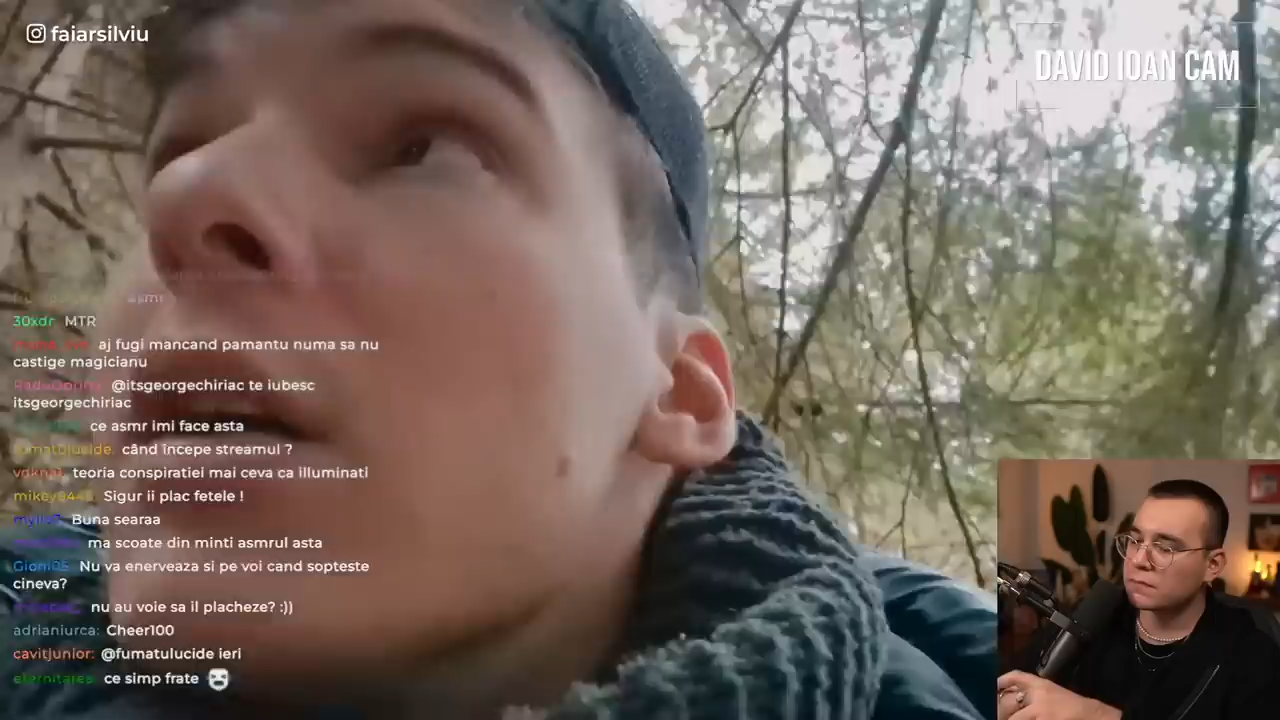 faiarsilviu
DAVID IOAN CAM
asmr
30xdr MTR
aj fugi mancand pamantu numa sa nu
castige magicianu
@itsgeorgechiriac te iubesc
itsgeorgechiriac
ce asmr imi face asta
fumatulucide: când începe streamul ?
teoria conspiratiei mai ceva ca illuminati
Sigur ii plac fetele !
Buna searaa
ma scoate din minti asmrul asta
Nu va enerveaza si pe voi cand sopteste
cineva?
nu au voie sa il placheze? :))
adrianiurca: Cheer100
cavitjunior: @fumatulucide ieri
ce simp frate